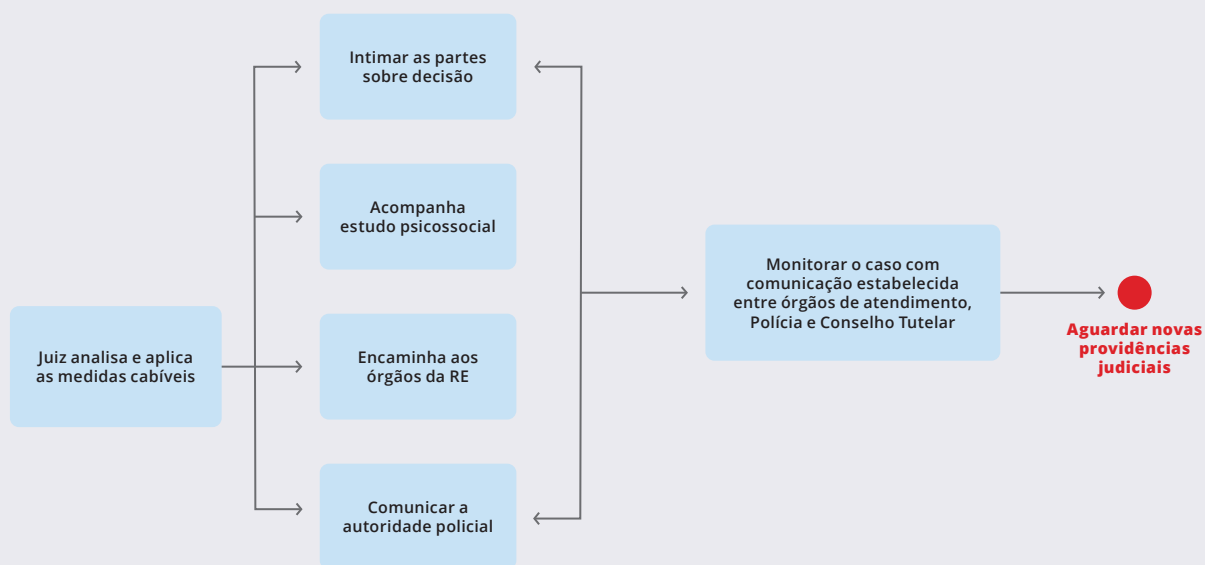 Intimar as partes
sobre decisão
Acompanha
estudo psicossocial
Juiz analisa e aplica
as medidas cabíveis
Encaminha aos
órgãos da RE
Comunicar a
autoridade policial
Monitorar o caso com
comunicação estabelecida
entre órgãos de atendimento,
Polícia e Conselho Tutelar
Aguardar novas
providências
judiciais